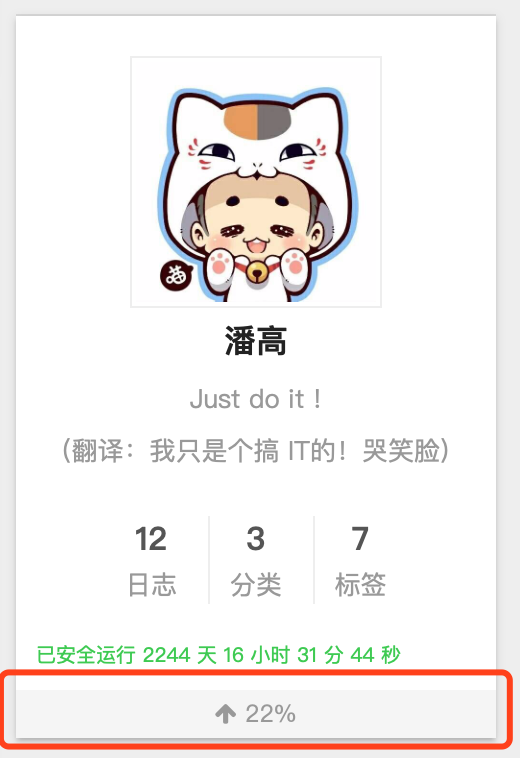 潘
潘高
Just do it！
（翻译：我只是个搞 IT的！哭笑脸）
12
日志
3
分类
7
标签
已安全运行 2244 天 16 小时 31 分 44 秒
22%